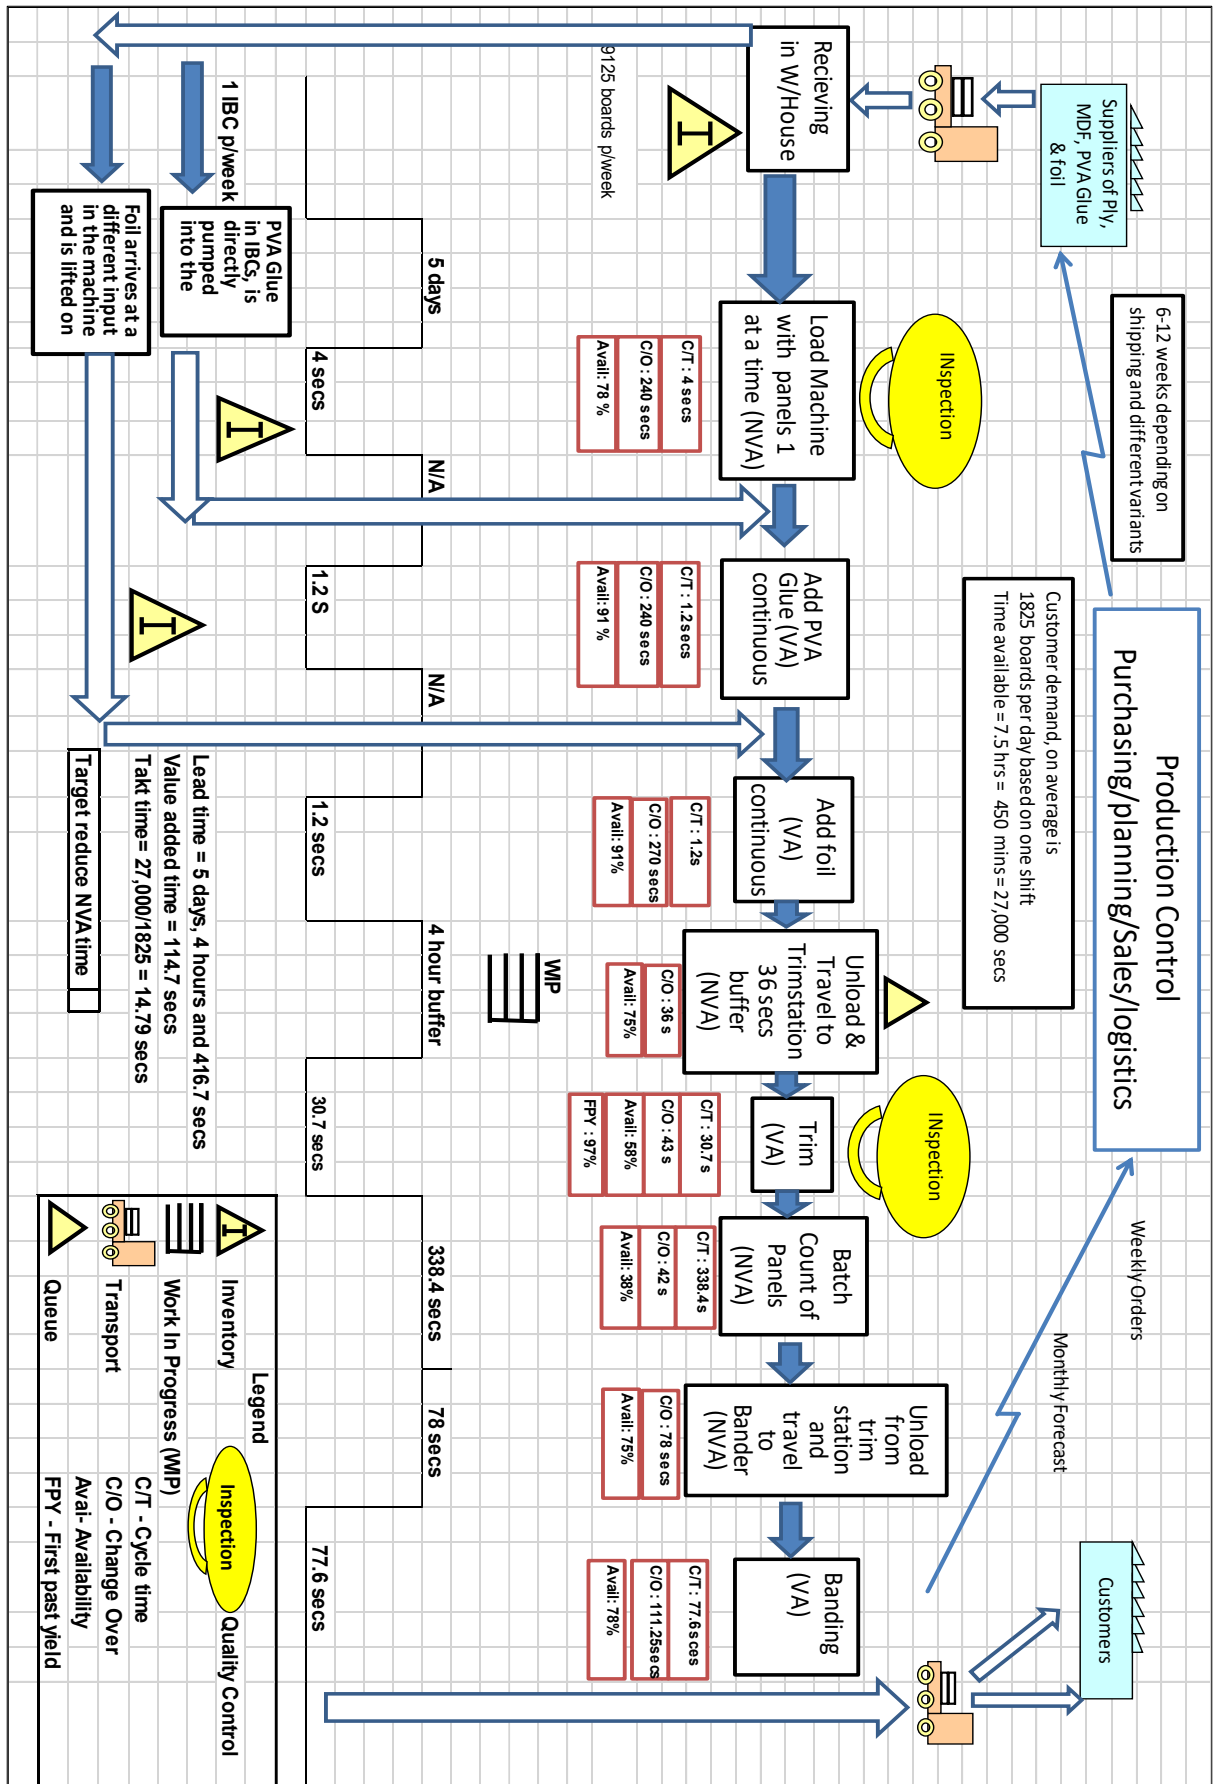 Production Control
Purchasing/planning/Sales/logistics
Suppliers of Ply,
MDF, PVA Glue
& foil
6-12 weeks depending on
shipping and different variants
Customer demand, on average is
1825 boards per day based on one shift
Time available = 7.5 hrs = 450 mins = 27,000 secs
Weekly Orders
Monthly Forecast
Customers
Recieving
in W/House
I
9125 boards p/week
INspection
Load Machine
with panels 1
at a time (NVA)
C/T : 4 secs
C/O : 240 secs
Avail: 78 %
Add PVA
Glue (VA)
continuous
C/T : 1.2secs
C/O : 240 secs
Avail: 91 %
Add foil
(VA)
continuous
C/T : 1.2s
C/O : 270 secs
Avail: 91%
Unload &
Travel to
Trimstation
36 secs
buffer
(NVA)
C/O : 36 s
Avail: 75%
WIP
INspection
Trim
(VA)
C/T : 30.7 s
C/O : 43 s
Avail: 58%
FPY : 97%
Batch
Count of
Panels
(NVA)
C/T : 338.4s
C/O : 42 s
Avail: 38%
Unload
from
trim
station
and
travel
to
Bander
(NVA)
C/O : 78 secs
Avail: 75%
Banding
(VA)
C/T : 77.6 sces
C/O : 111.25secs
Avail: 78%
5 days
4 secs
N/A
1.2 S
N/A
1.2 secs
4 hour buffer
30.7 secs
338.4 secs
78 secs
77.6 secs
1 IBC p/week
PVA Glue
in IBCs, is
directly
pumped
into the
I
Foil arrives at a
different input
in the machine
and is lifted on
I
Lead time = 5 days, 4 hours and 416.7 secs
Value added time = 114.7 secs
Takt time= 27,000/1825 = 14.79 secs
Target reduce NVA time
Legend
I
Inventory
Work In Progress (WIP)
Transport
Queue
Inspection
Quality Control
C/T - Cycle time
C/O - Change Over
Avai- Availability
FPY - First past yield